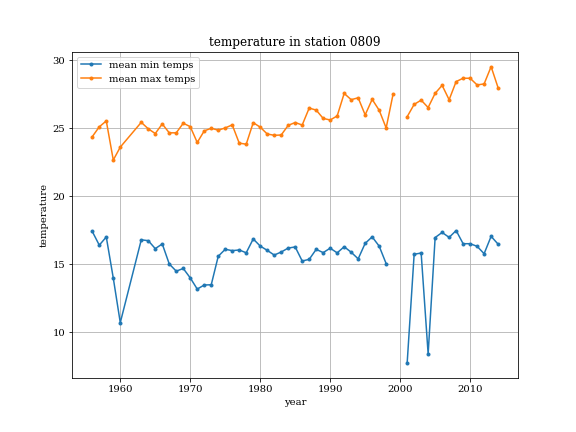 temperature in station 0809
mean min temps
mean max temps
30
25
20
15
10
temperature
1960 1970 1980 1990 2000 2010
year